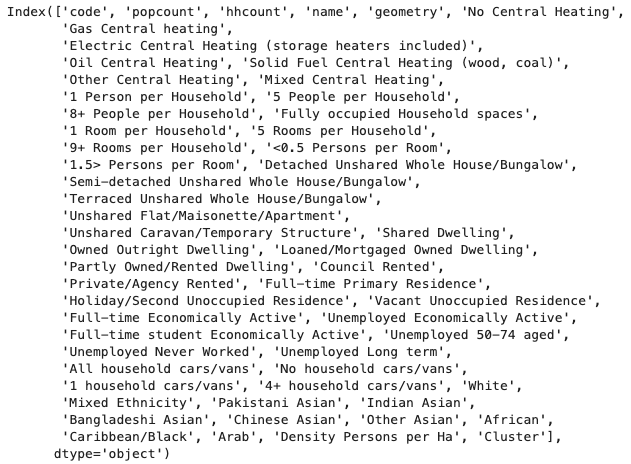 Index(['code', 'popcount', 'hhcount', 'name', 'geometry', 'No Central Heating',
'Gas Central heating',
'Electric Central Heating (storage heaters included)',
'Oil Central Heating', 'Solid Fuel Central Heating (wood, coal)',
'Other Central Heating', 'Mixed Central Heating',
'1 Person per Household', '5 People per Household',
'8+ People per Household', 'Fully occupied Household spaces',
'1 Room per Household', '5 Rooms per Household',
'9+ Rooms per Household', '<0.5 Persons per Room',
'1.5> Persons per Room', 'Detached Unshared Whole House/Bungalow',
'Semi-detached Unshared Whole House/Bungalow',
'Terraced Unshared Whole House/Bungalow',
'Unshared Flat/Maisonette/Apartment',
'Unshared Caravan/Temporary Structure', 'Shared Dwelling',
'Owned Outright Dwelling', 'Loaned/Mortgaged Owned Dwelling',
'Partly Owned/Rented Dwelling', 'Council Rented',
'Private/Agency Rented', 'Full-time Primary Residence',
'Holiday/Second Unoccupied Residence', 'Vacant Unoccupied Residence',
'Full-time Economically Active', 'Unemployed Economically Active',
'Full-time student Economically Active', 'Unemployed 50-74 aged',
'Unemployed Never Worked', 'Unemployed Long term',
'All household cars/vans', 'No household cars/vans',
'1 household cars/vans', '4+ household cars/vans', 'White',
'Mixed Ethnicity', 'Pakistani Asian', 'Indian Asian',
'Bangladeshi Asian', 'Chinese Asian', 'Other Asian', 'African',
'Caribbean/Black', 'Arab', 'Density Persons per Ha', 'Cluster'],
dtype='object')